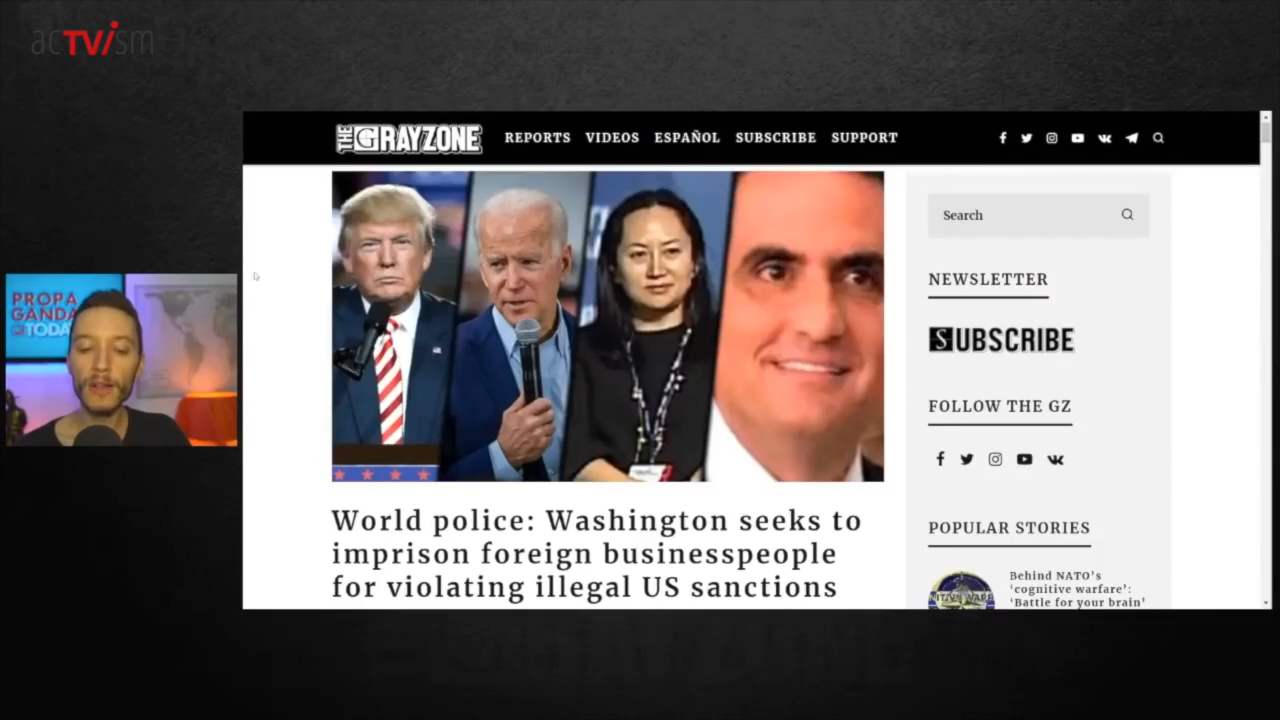 acTVism
THE GRAYZONE
REPORTS VIDEOS ESPAÑOL SUBSCRIBE SUPPORT
PROPA
GANDA
TODAY
World police: Washington seeks to
imprison foreign businesspeople
for violating illegal US sanctions
Search
NEWSLETTER
SUBSCRIBE
FOLLOW THE GZ
POPULAR STORIES
Behind NATO's
'cognitive warfare':
'Battle for your brain'